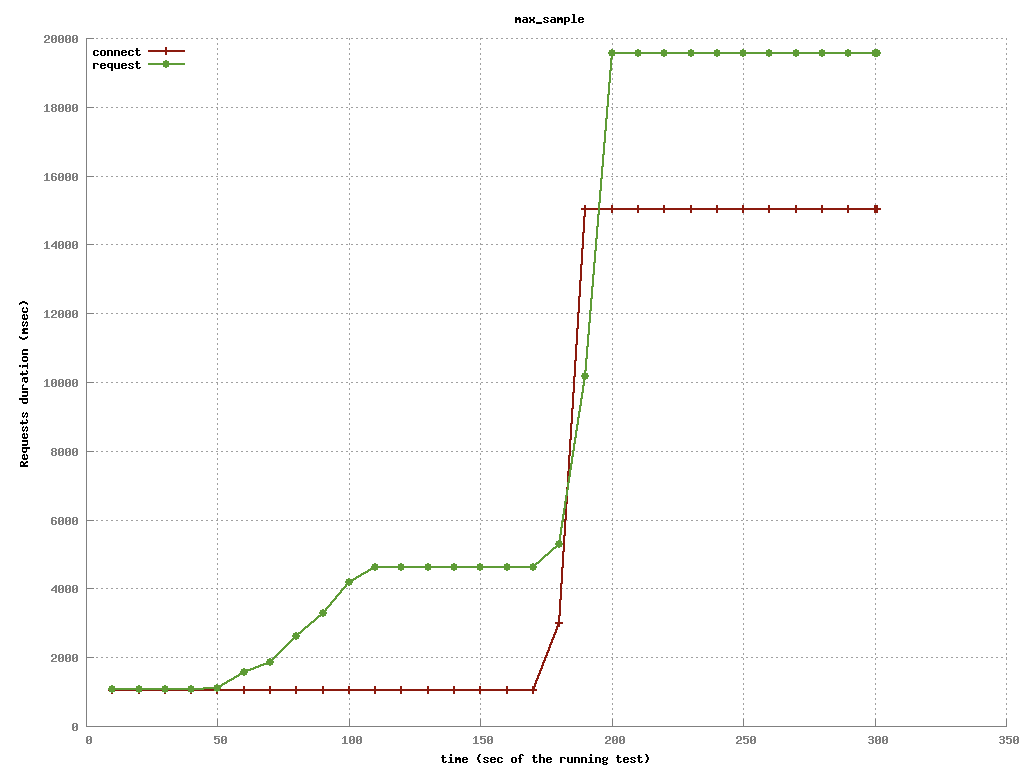 max_sample
connect
request
20000
18000
16000
14000
12000
10000
8000
6000
4000
2000
0
Requests duration (msec)
0 50 100 150 200 250 300 350
time (sec of the running test)